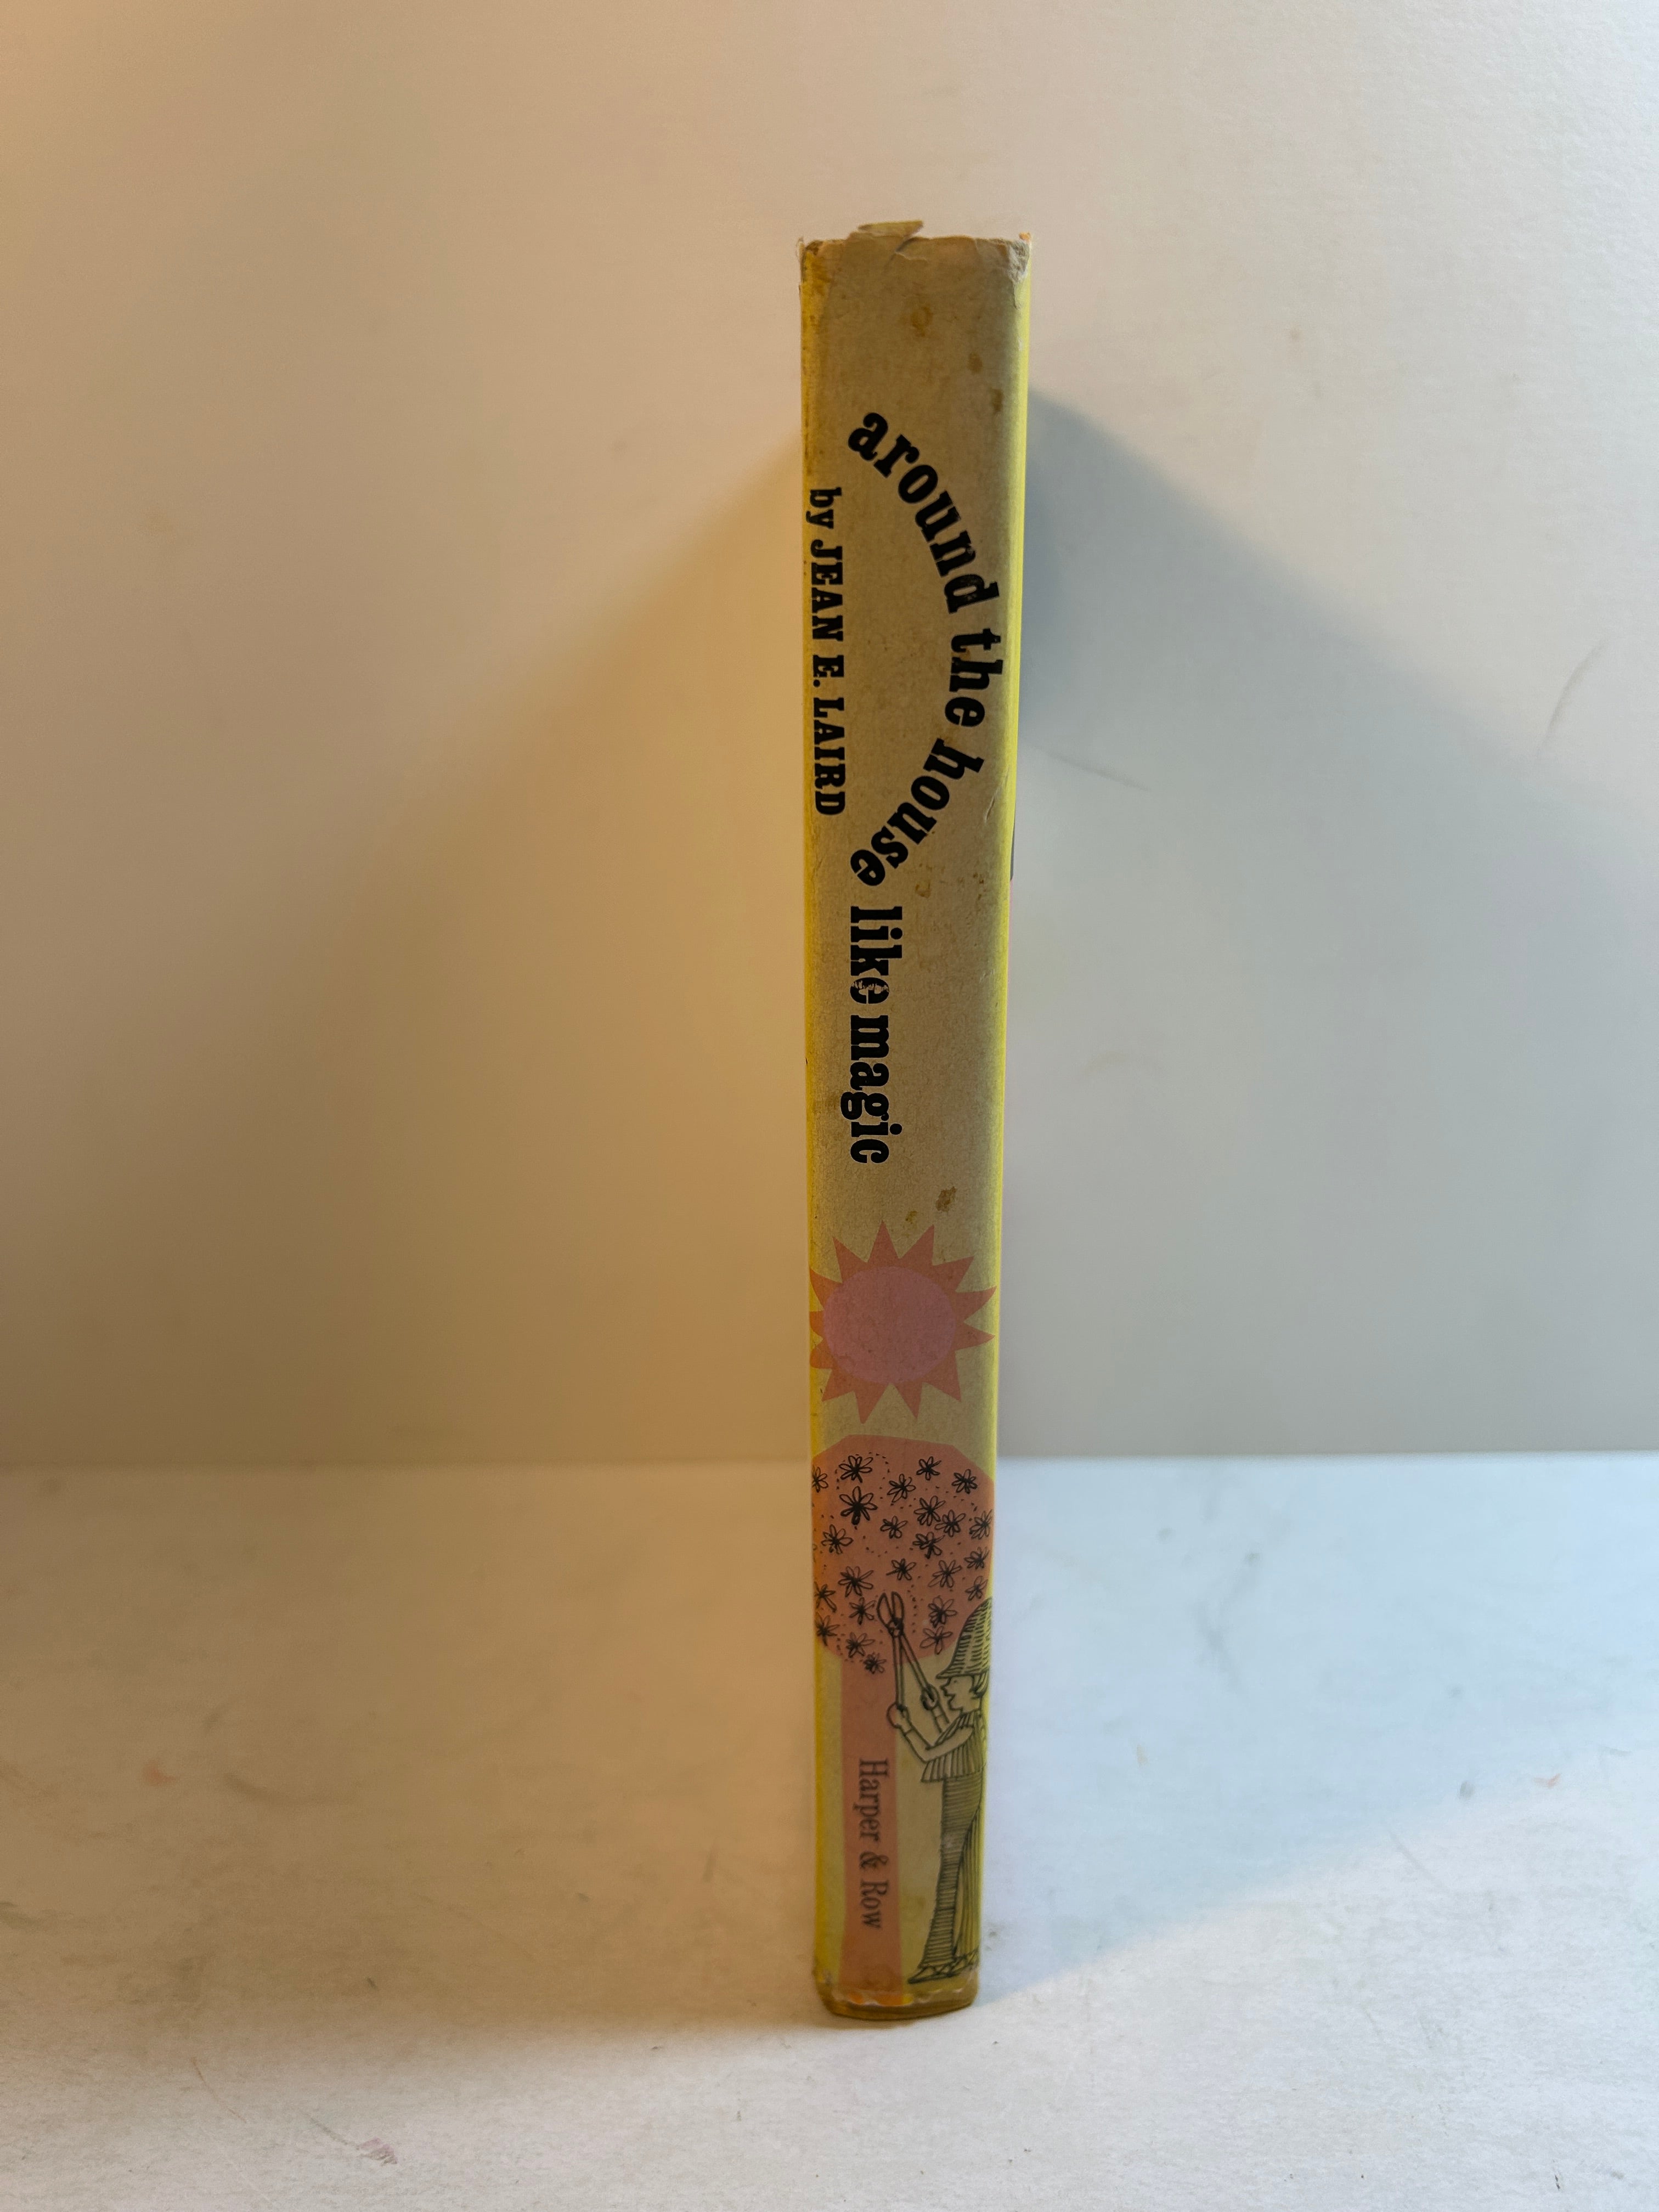 around the house like magic
by JEAN E. LAIRD
Harper & Row